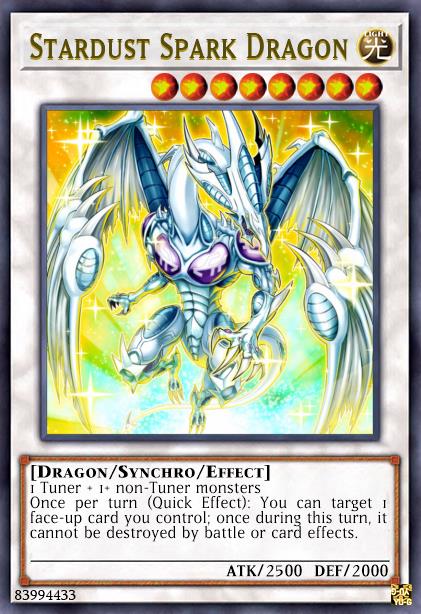 STARDUST SPARK DRAGON
LIGHT
光
[DRAGON/SYNCHRO/EFFECT]
1 Tuner + 1+ non-Tuner monsters
Once per turn (Quick Effect): You can target 1
face-up card you control; once during this turn, it
cannot be destroyed by battle or card effects.
ATK/2500 DEF/2000
83994433